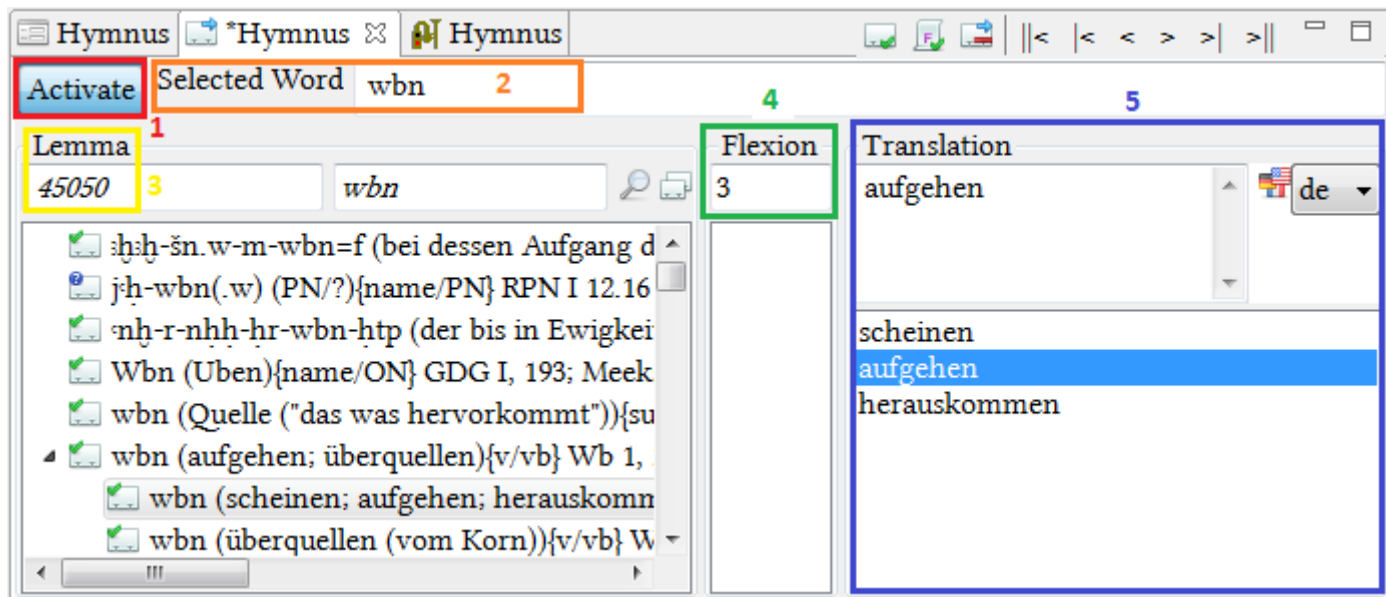 Hymnus *Hymnus Hymnus ||< |< < > >| >||
Activate Selected Word wbn 2
1
4 5
Lemma Flexion Translation
45050 3 wbn 3 aufgehen de
ꜣḫꜣḫ-šn.w-m-wbn=f (bei dessen Aufgang d
jꜥḥ-wbn(.w) (PN/?){name/PN} RPN I 12.16
ꜥnḫ-r-nḥḥ-ḥr-wbn-ḥtp (der bis in Ewigkei
Wbn (Uben){name/ON} GDG I, 193; Meek
wbn (Quelle ("das was hervorkommt")){su
wbn (aufgehen; überquellen){v/vb} Wb 1,
wbn (scheinen; aufgehen; herauskomm
wbn (überquellen (vom Korn)){v/vb} W
scheinen
aufgehen
herauskommen